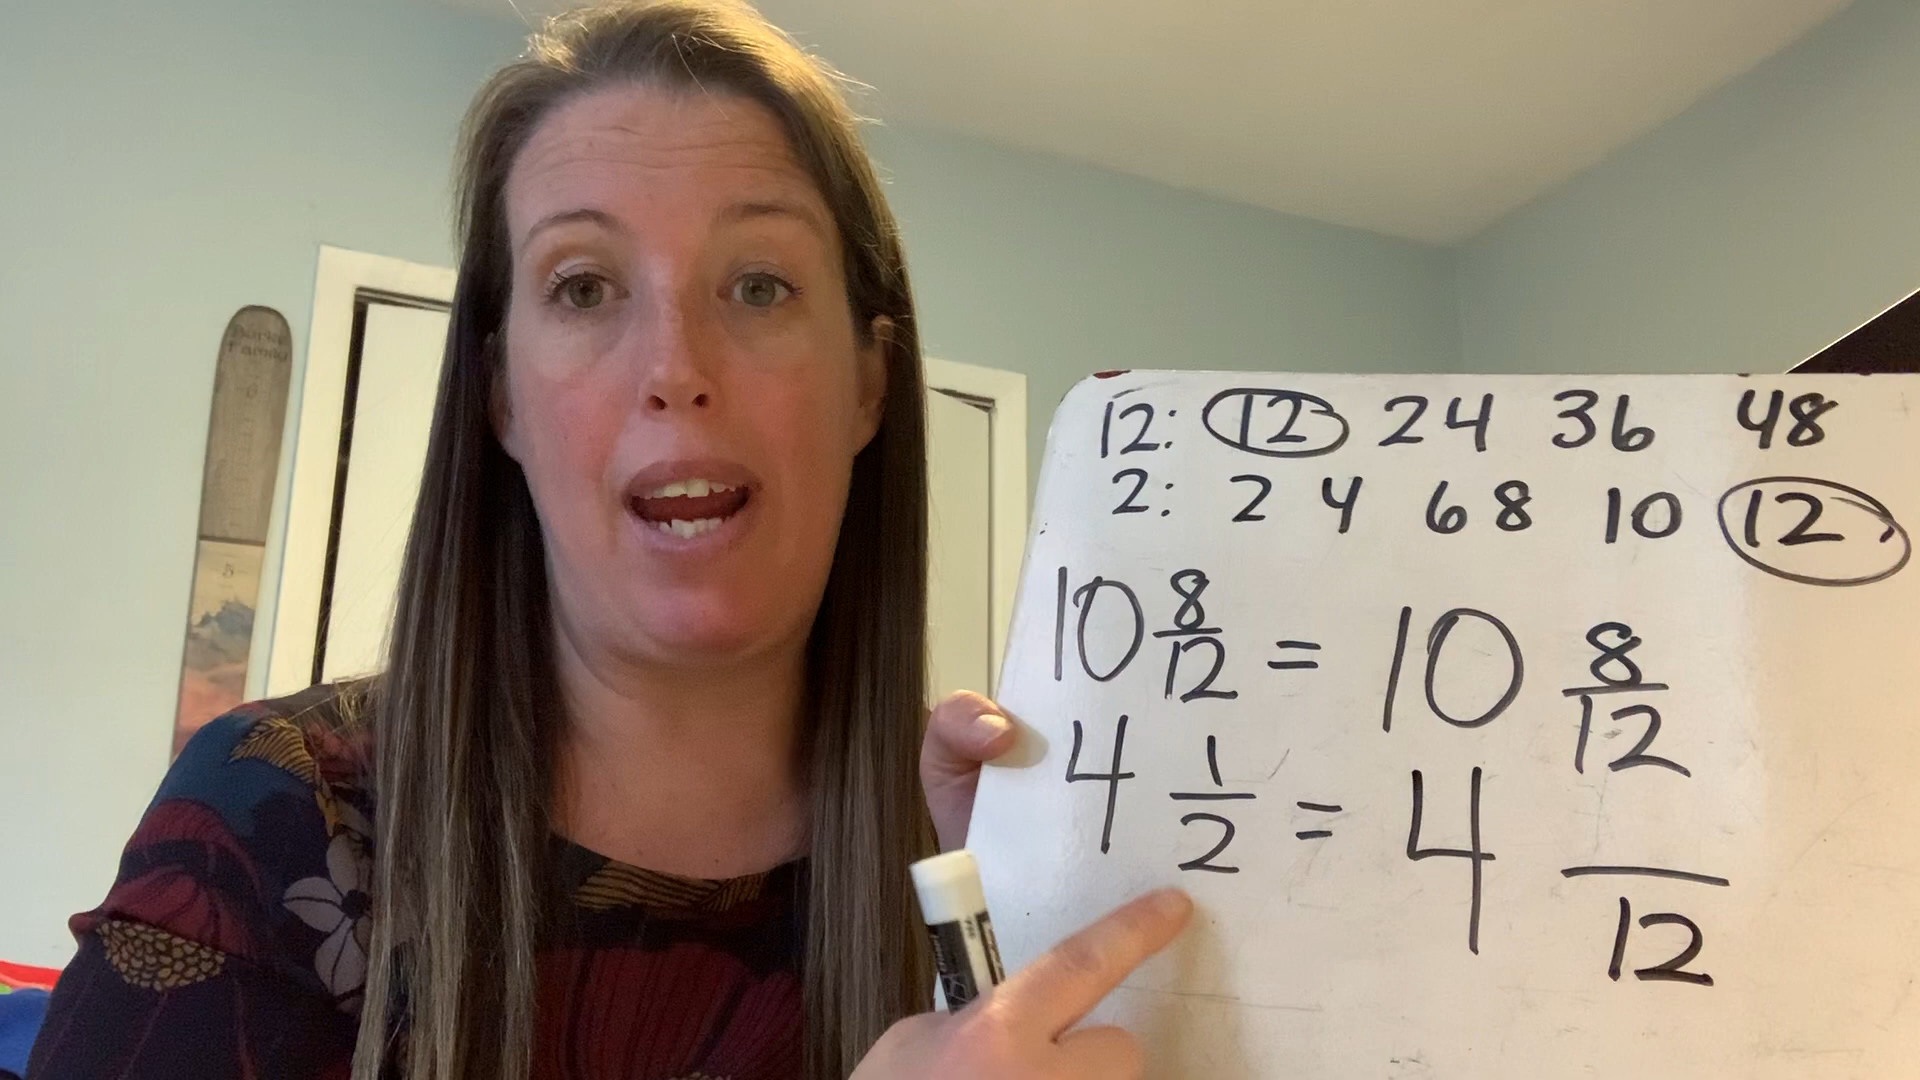 12: 12 24 36 48
2: 2 4 6 8 10 12
10 8/12 = 10 8/12
4 1/2 = 4 /12
5